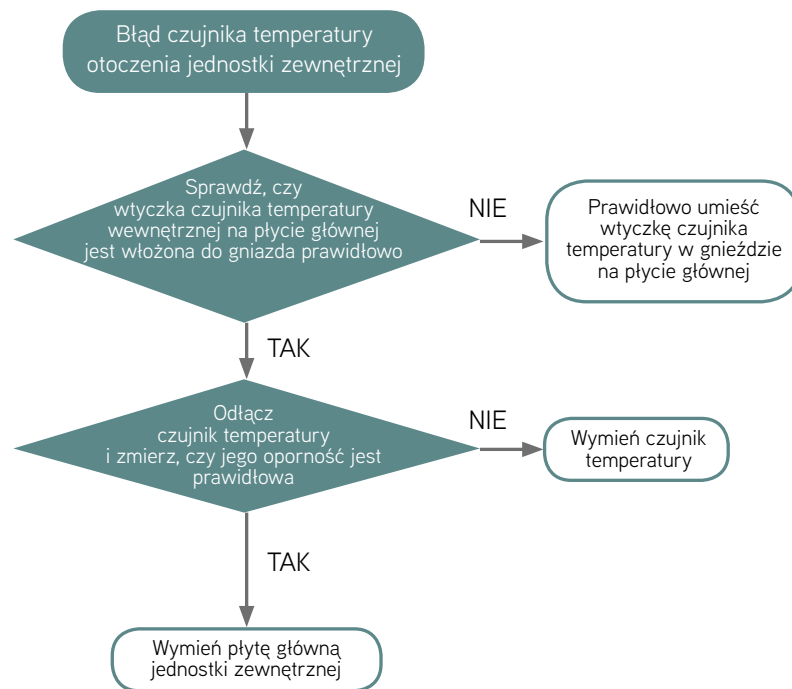 Błąd czujnika temperatury
otoczenia jednostki zewnętrznej
Sprawdź, czy
wtyczka czujnika temperatury
wewnętrznej na płycie głównej
jest włożona do gniazda prawidłowo
NIE
Prawidłowo umieść
wtyczkę czujnika
temperatury w gnieździe
na płycie głównej
TAK
Odłącz
czujnik temperatury
i zmierz, czy jego oporność jest
prawidłowa
NIE
Wymień czujnik
temperatury
TAK
Wymień płytę główną
jednostki zewnętrznej